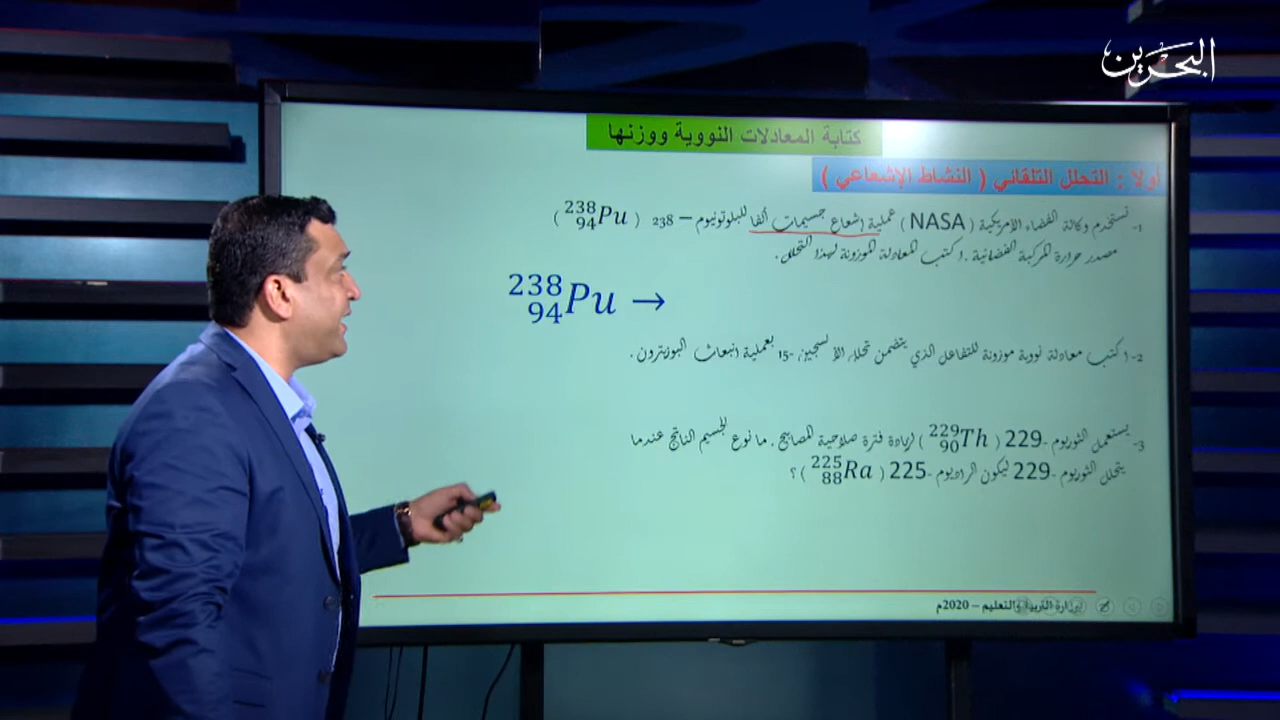 البحرين
كتابة المعادلات النووية ووزنها
أولا : التحلل التلقائي ( النشاط الإشعاعي )
1- تستخدم وكالة الفضاء الأمريكية ( NASA ) عملية إشعاع جسيمات ألفا للبلوتونيوم – 238 ( ²³⁸₉₄Pu )
مصدر حرارة للمركبة الفضائية . اكتب المعادلة الموزونة لهذا التحلل .
²³⁸₉₄Pu →
2- اكتب معادلة نووية موزونة للتفاعل الذي يتضمن تحلل الأكسجين -15 بعملية انبعاث البوزيترون .
3- يستعمل الثوريوم -229 ( ²²⁹₉₀Th ) لزيادة فترة صلاحية المصابيح . ما نوع الجسيم الناتج عندما
يتحلل الثوريوم -229 ليكون الراديوم -225 ( ²²⁵₈₈Ra ) ؟
وزارة التربية والتعليم – 2020م